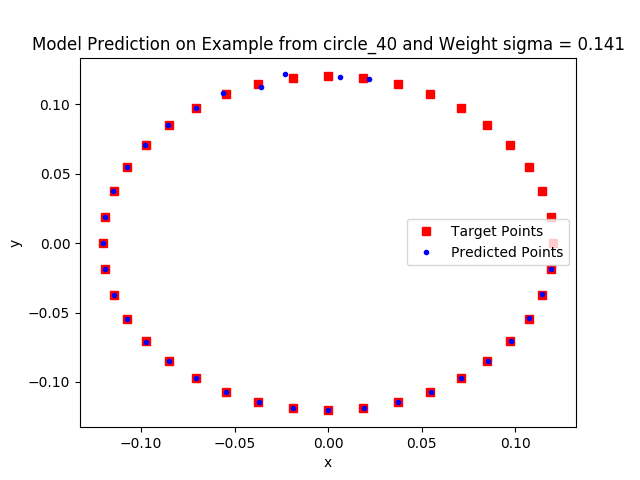 Model Prediction on Example from circle_40 and Weight sigma = 0.141
0.10
0.05
0.00
−0.05
−0.10
y
Target Points
Predicted Points
−0.10 −0.05 0.00 0.05 0.10
x